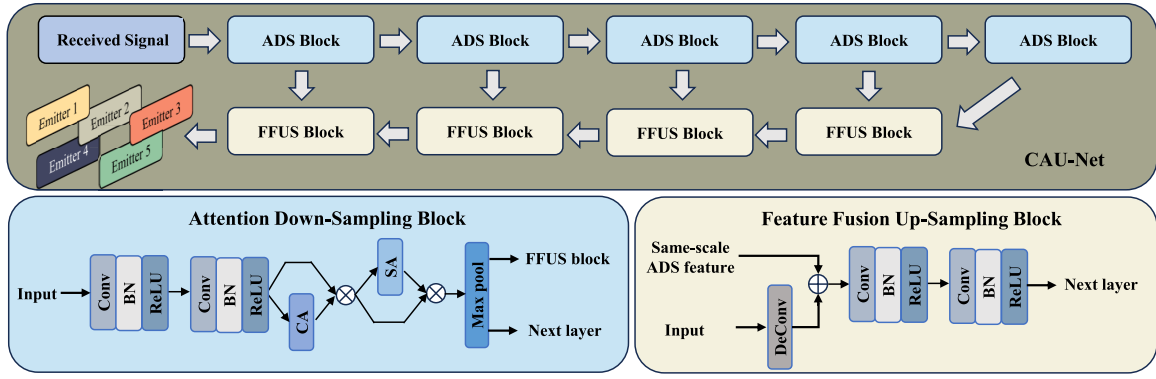 Received Signal
ADS Block
ADS Block
ADS Block
ADS Block
ADS Block
Emitter 1
Emitter 2
Emitter 3
Emitter 4
Emitter 5
FFUS Block
FFUS Block
FFUS Block
FFUS Block
CAU-Net
Attention Down-Sampling Block
Input
Conv
BN
ReLU
Conv
BN
ReLU
CA
SA
Max pool
FFUS block
Next layer
Feature Fusion Up-Sampling Block
Same-scale
ADS feature
Input
DeConv
Conv
BN
ReLU
Conv
BN
ReLU
Next layer